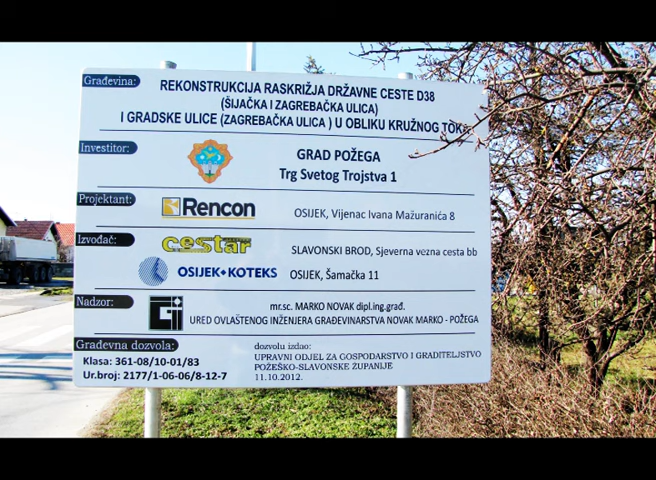 Građevina:
REKONSTRUKCIJA RASKRIŽJA DRŽAVNE CESTE D38
(ŠIJAČKA I ZAGREBAČKA ULICA)
I GRADSKE ULICE (ZAGREBAČKA ULICA ) U OBLIKU KRUŽNOG TOKA
Investitor:
GRAD POŽEGA
Trg Svetog Trojstva 1
Projektant:
Rencon
OSIJEK, Vijenac Ivana Mažuranića 8
Izvođač:
cestar
SLAVONSKI BROD, Sjeverna vezna cesta bb
OSIJEK-KOTEKS
OSIJEK, Šamačka 11
Nadzor:
mr.sc. MARKO NOVAK dipl.ing.građ.
URED OVLAŠTENOG INŽENJERA GRAĐEVINARSTVA NOVAK MARKO - POŽEGA
Građevna dozvola:
Klasa: 361-08/10-01/83
Ur.broj: 2177/1-06-06/8-12-7
dozvolu izdao:
UPRAVNI ODJEL ZA GOSPODARSTVO I GRADITELJSTVO
POŽEŠKO-SLAVONSKE ŽUPANIJE
11.10.2012.